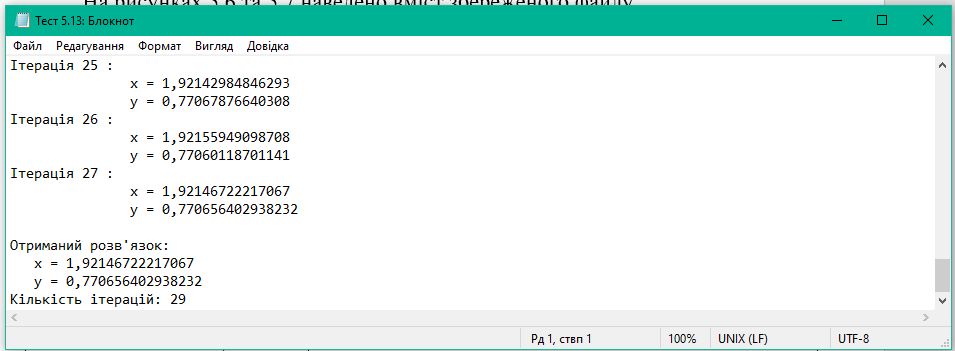 На рисунках 5.6 та 5.7 наведено вміст збереженого файлу
Тест 5.13: Блокнот
Файл Редагування Формат Вигляд Довідка
Ітерація 25 :
x = 1,92142984846293
y = 0,77067876640308
Ітерація 26 :
x = 1,92155949098708
y = 0,77060118701141
Ітерація 27 :
x = 1,92146722217067
y = 0,770656402938232
Отриманий розв'язок:
x = 1,92146722217067
y = 0,770656402938232
Кількість ітерацій: 29
Рд 1, ствп 1 100% UNIX (LF) UTF-8